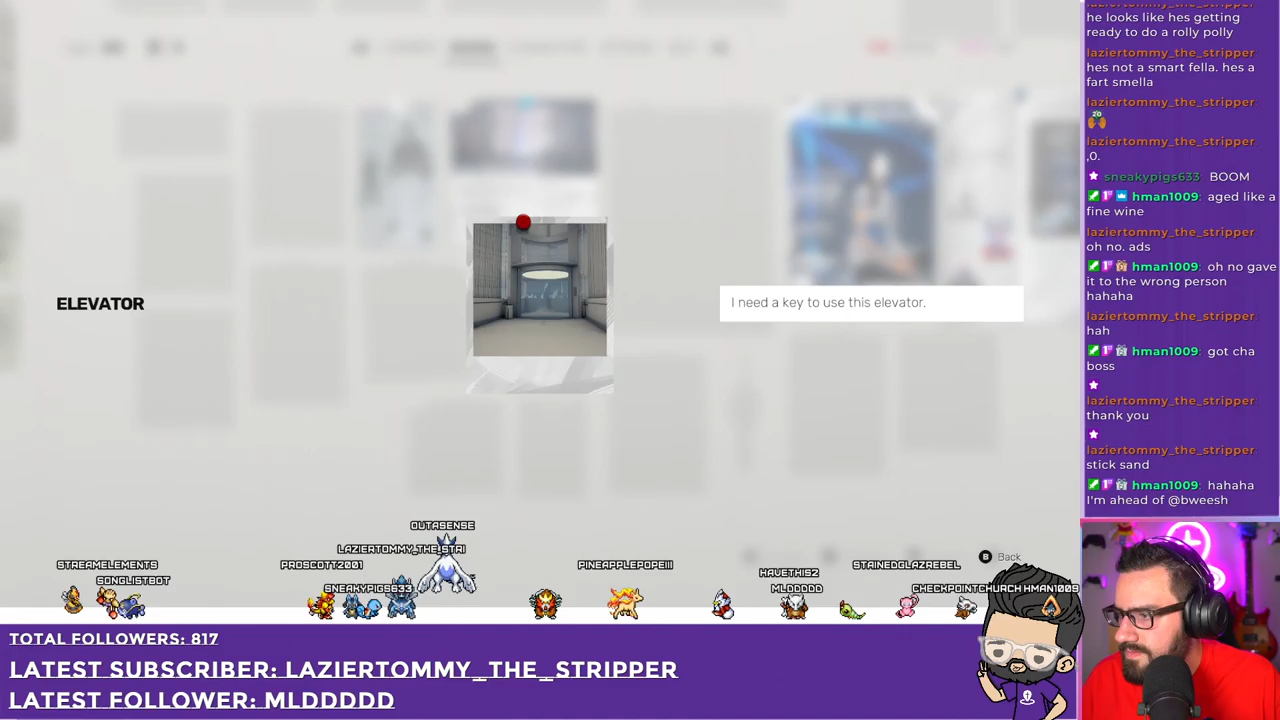 he looks like hes getting
ready to do a rolly polly
laziertommy_the_stripper:
hes not a smart fella. hes a
fart smella
laziertommy_the_stripper:
20
laziertommy_the_stripper:
,0.
sneakypigs633 BOOM
hman1009: aged like a
fine wine
laziertommy_the_stripper:
oh no. ads
hman1009: oh no gave
it to the wrong person
hahaha
laziertommy_the_stripper:
hah
hman1009: got cha
boss
laziertommy_the_stripper:
thank you
laziertommy_the_stripper:
stick sand
hman1009: hahaha
I'm ahead of @bweesh
ELEVATOR
I need a key to use this elevator.
B Back
OUTASENSE
LAZIERTOMMY_THE_STRI
STREAMELEMENTS
SONGLISTBOT
PROSCOTT2001
SNEAKYPIGS633
PINEAPPLEPOPEIII
HAVETHIS2
MLDDDDD
STAINEDGLAZREBEL
CHECKPOINTCHURCH HMAN1009
TOTAL FOLLOWERS: 817
LATEST SUBSCRIBER: LAZIERTOMMY_THE_STRIPPER
LATEST FOLLOWER: MLDDDDD